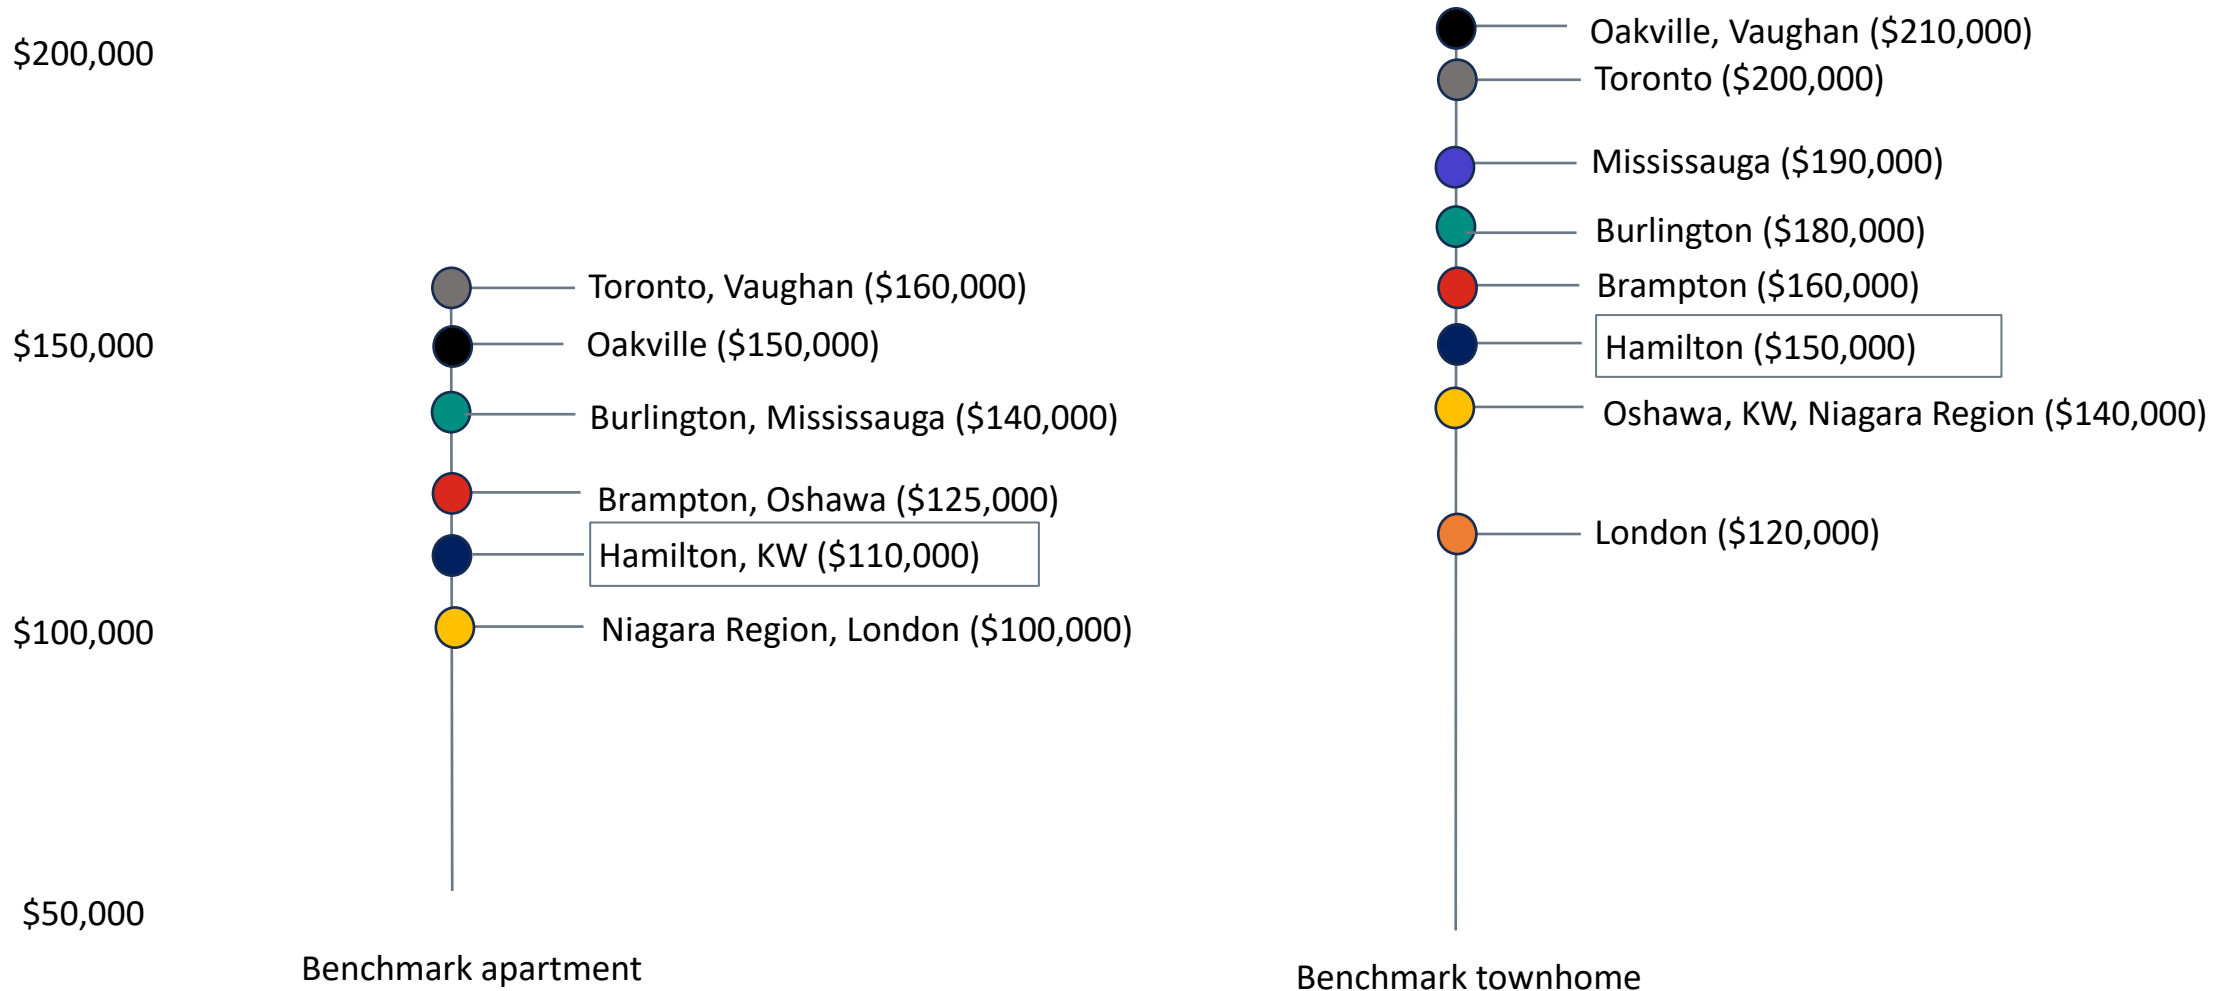 $200,000
$150,000
$100,000
$50,000
Toronto, Vaughan ($160,000)
Oakville ($150,000)
Burlington, Mississauga ($140,000)
Brampton, Oshawa ($125,000)
Hamilton, KW ($110,000)
Niagara Region, London ($100,000)
Benchmark apartment
Oakville, Vaughan ($210,000)
Toronto ($200,000)
Mississauga ($190,000)
Burlington ($180,000)
Brampton ($160,000)
Hamilton ($150,000)
Oshawa, KW, Niagara Region ($140,000)
London ($120,000)
Benchmark townhome